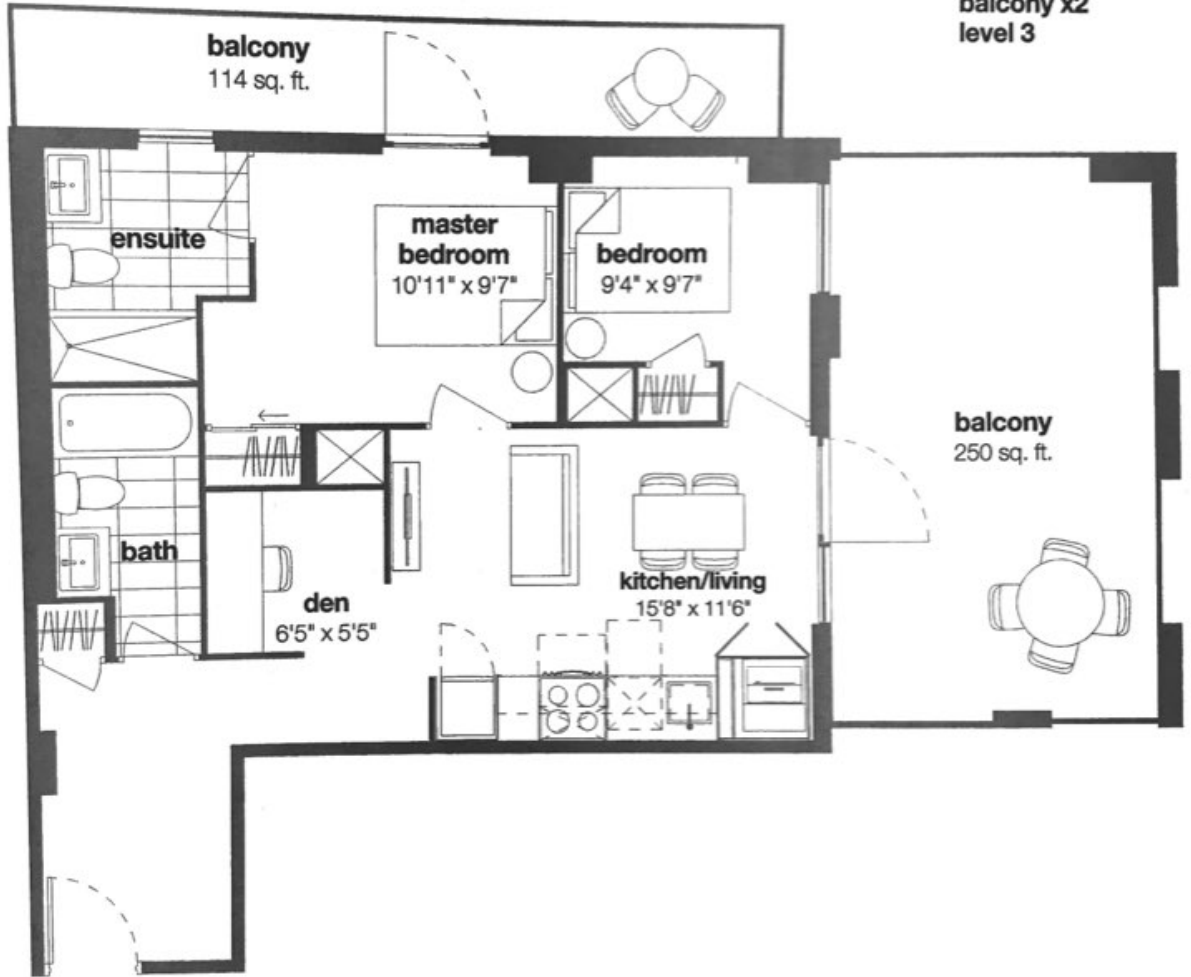 balcony x2
level 3
balcony
114 sq. ft.
ensuite
master
bedroom
10'11" x 9'7"
bedroom
9'4" x 9'7"
balcony
250 sq. ft.
bath
den
6'5" x 5'5"
kitchen/living
15'8" x 11'6"